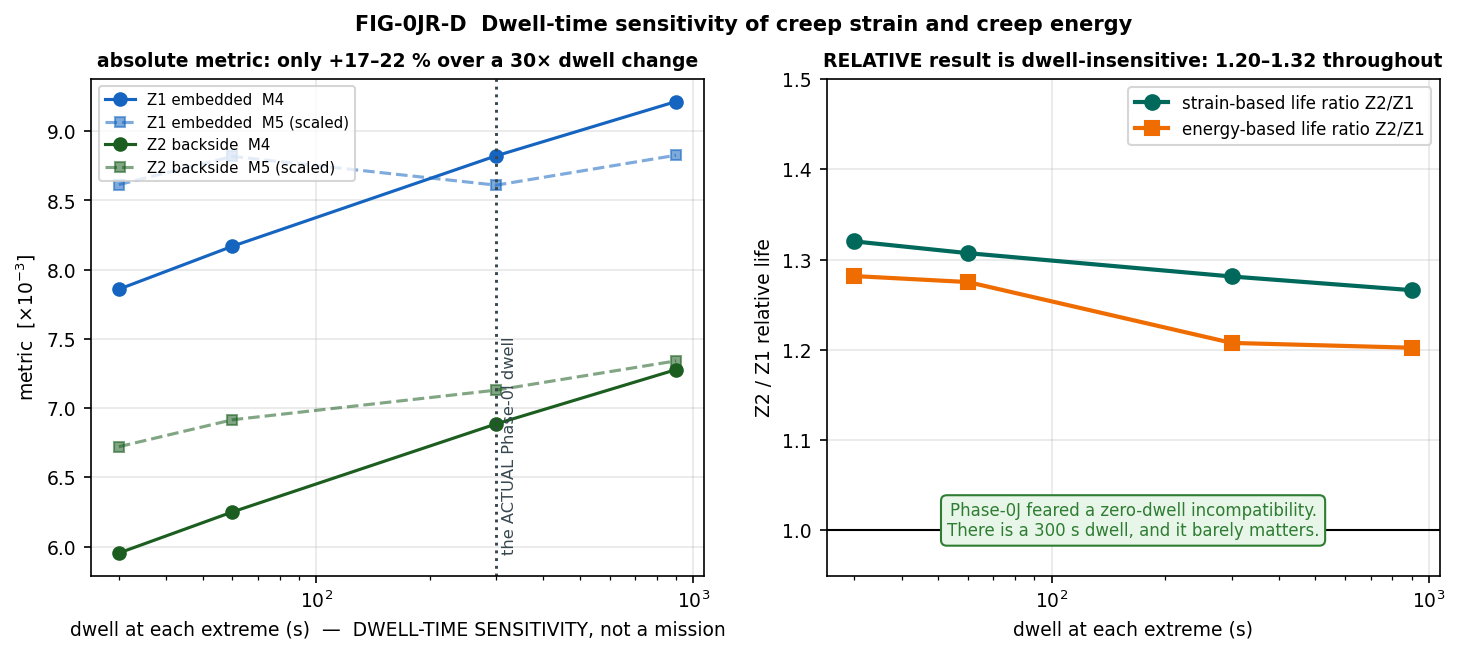 FIG-0JR-D  Dwell-time sensitivity of creep strain and creep energy
absolute metric: only +17–22 % over a 30× dwell change
Z1 embedded  M4
Z1 embedded  M5 (scaled)
Z2 backside  M4
Z2 backside  M5 (scaled)
metric  [×10⁻³]
9.0
8.5
8.0
7.5
7.0
6.5
6.0
the ACTUAL Phase-0J dwell
10²
10³
dwell at each extreme (s)  —  DWELL-TIME SENSITIVITY, not a mission
RELATIVE result is dwell-insensitive: 1.20–1.32 throughout
strain-based life ratio Z2/Z1
energy-based life ratio Z2/Z1
Z2 / Z1 relative life
1.5
1.4
1.3
1.2
1.1
1.0
Phase-0J feared a zero-dwell incompatibility.
There is a 300 s dwell, and it barely matters.
10²
10³
dwell at each extreme (s)